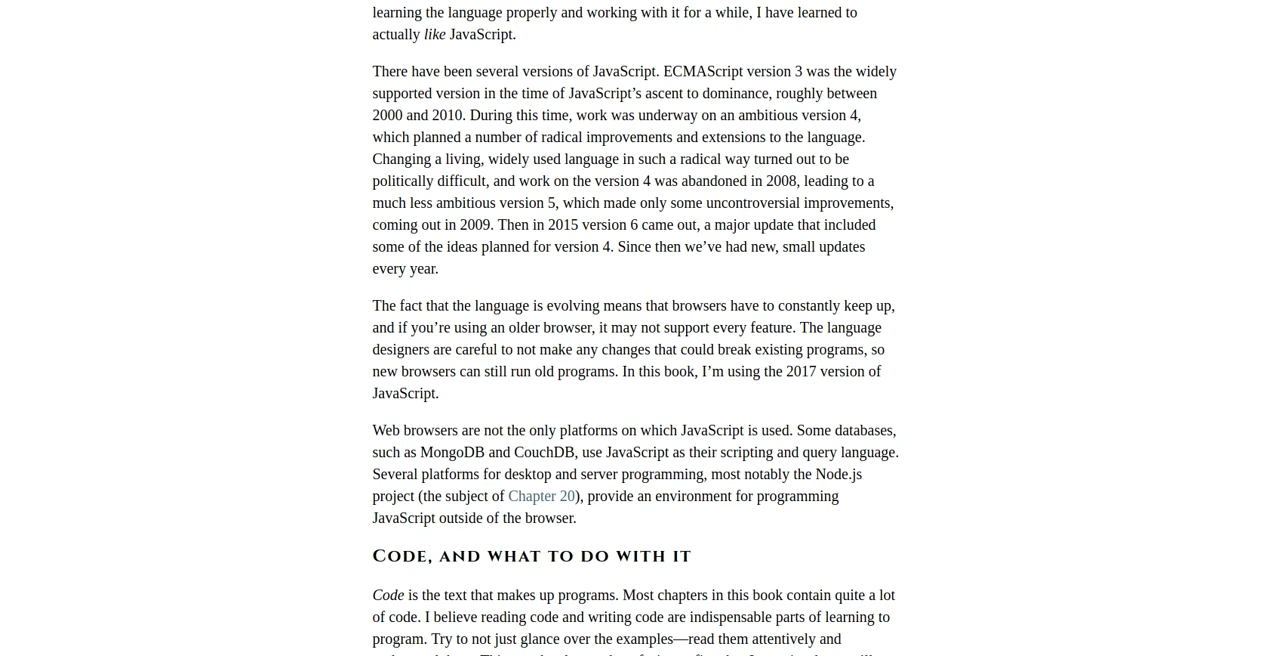 learning the language properly and working with it for a while, I have learned to
actually like JavaScript.
There have been several versions of JavaScript. ECMAScript version 3 was the widely
supported version in the time of JavaScript’s ascent to dominance, roughly between
2000 and 2010. During this time, work was underway on an ambitious version 4,
which planned a number of radical improvements and extensions to the language.
Changing a living, widely used language in such a radical way turned out to be
politically difficult, and work on the version 4 was abandoned in 2008, leading to a
much less ambitious version 5, which made only some uncontroversial improvements,
coming out in 2009. Then in 2015 version 6 came out, a major update that included
some of the ideas planned for version 4. Since then we’ve had new, small updates
every year.
The fact that the language is evolving means that browsers have to constantly keep up,
and if you’re using an older browser, it may not support every feature. The language
designers are careful to not make any changes that could break existing programs, so
new browsers can still run old programs. In this book, I’m using the 2017 version of
JavaScript.
Web browsers are not the only platforms on which JavaScript is used. Some databases,
such as MongoDB and CouchDB, use JavaScript as their scripting and query language.
Several platforms for desktop and server programming, most notably the Node.js
project (the subject of Chapter 20), provide an environment for programming
JavaScript outside of the browser.
Code, and what to do with it
Code is the text that makes up programs. Most chapters in this book contain quite a lot
of code. I believe reading code and writing code are indispensable parts of learning to
program. Try to not just glance over the examples—read them attentively and